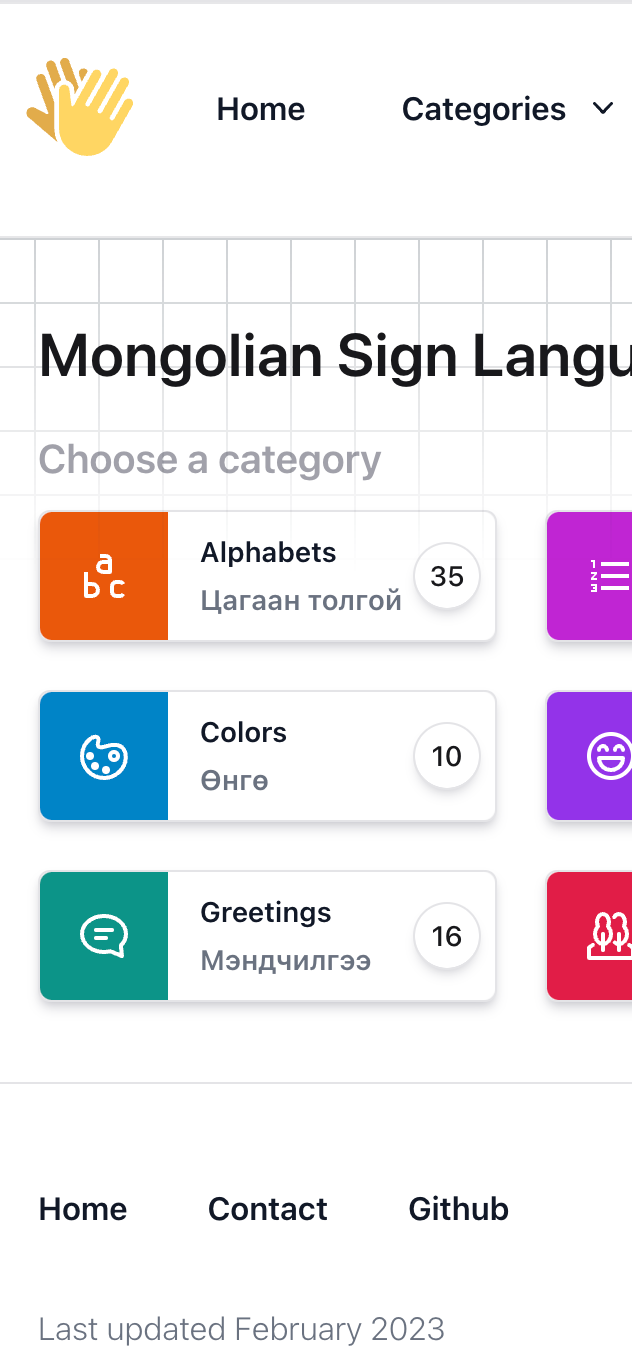 Home Categories
Mongolian Sign Langu
Choose a category
Alphabets
Цагаан толгой
35
Colors
Өнгө
10
Greetings
Мэндчилгээ
16
Home Contact Github
Last updated February 2023